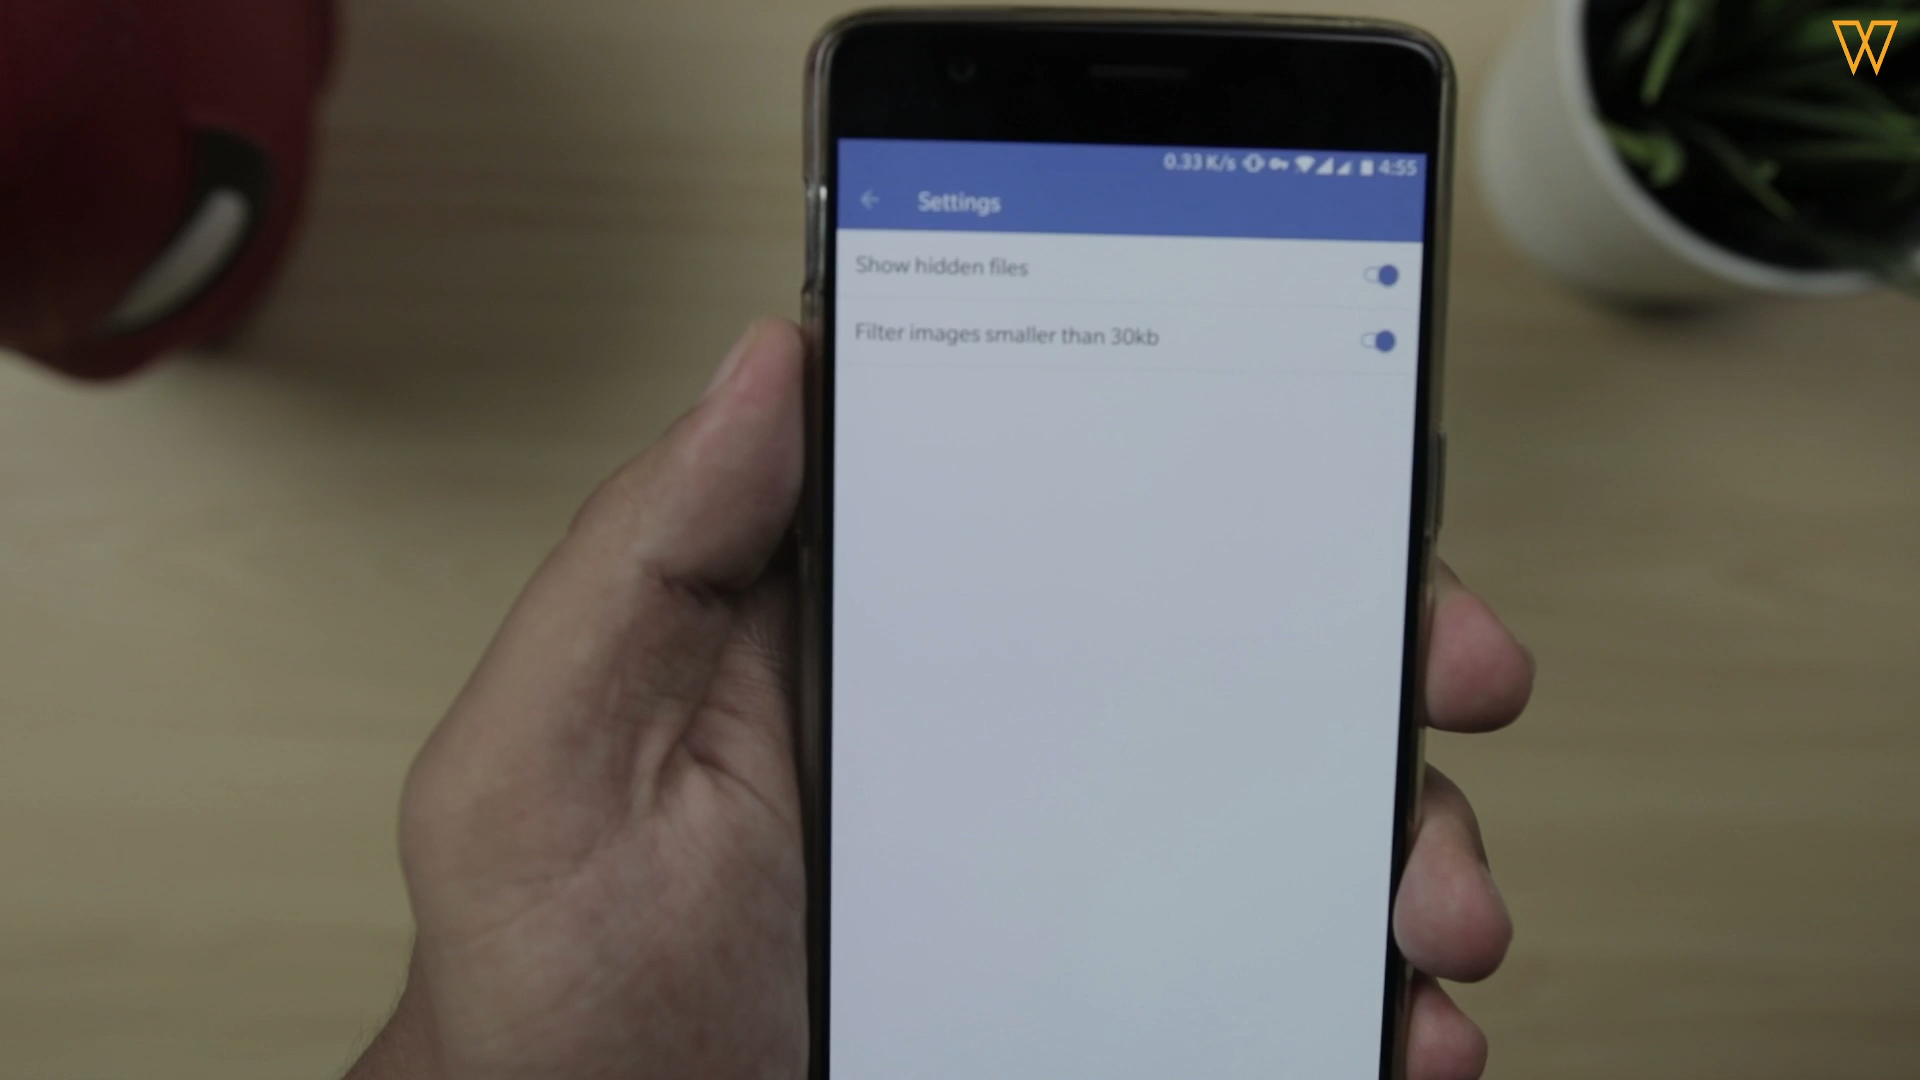 0.33 K/s 4:55
Settings
Show hidden files
Filter images smaller than 30kb